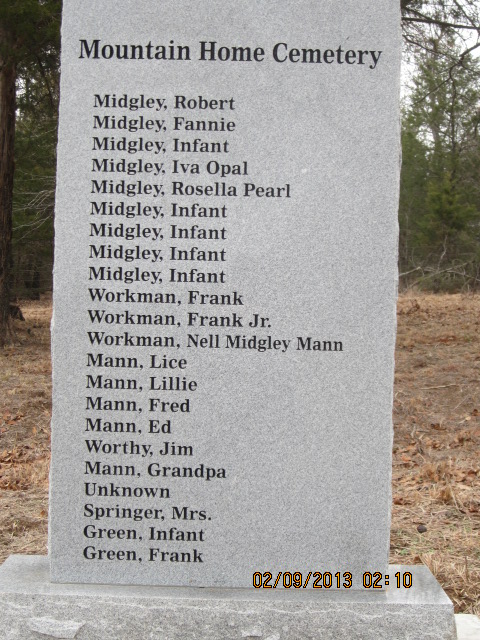 Mountain Home Cemetery
Midgley, Robert
Midgley, Fannie
Midgley, Infant
Midgley, Iva Opal
Midgley, Rosella Pearl
Midgley, Infant
Midgley, Infant
Midgley, Infant
Midgley, Infant
Workman, Frank
Workman, Frank Jr.
Workman, Nell Midgley Mann
Mann, Lice
Mann, Lillie
Mann, Fred
Mann, Ed
Worthy, Jim
Mann, Grandpa
Unknown
Springer, Mrs.
Green, Infant
Green, Frank
02/09/2013 02:10